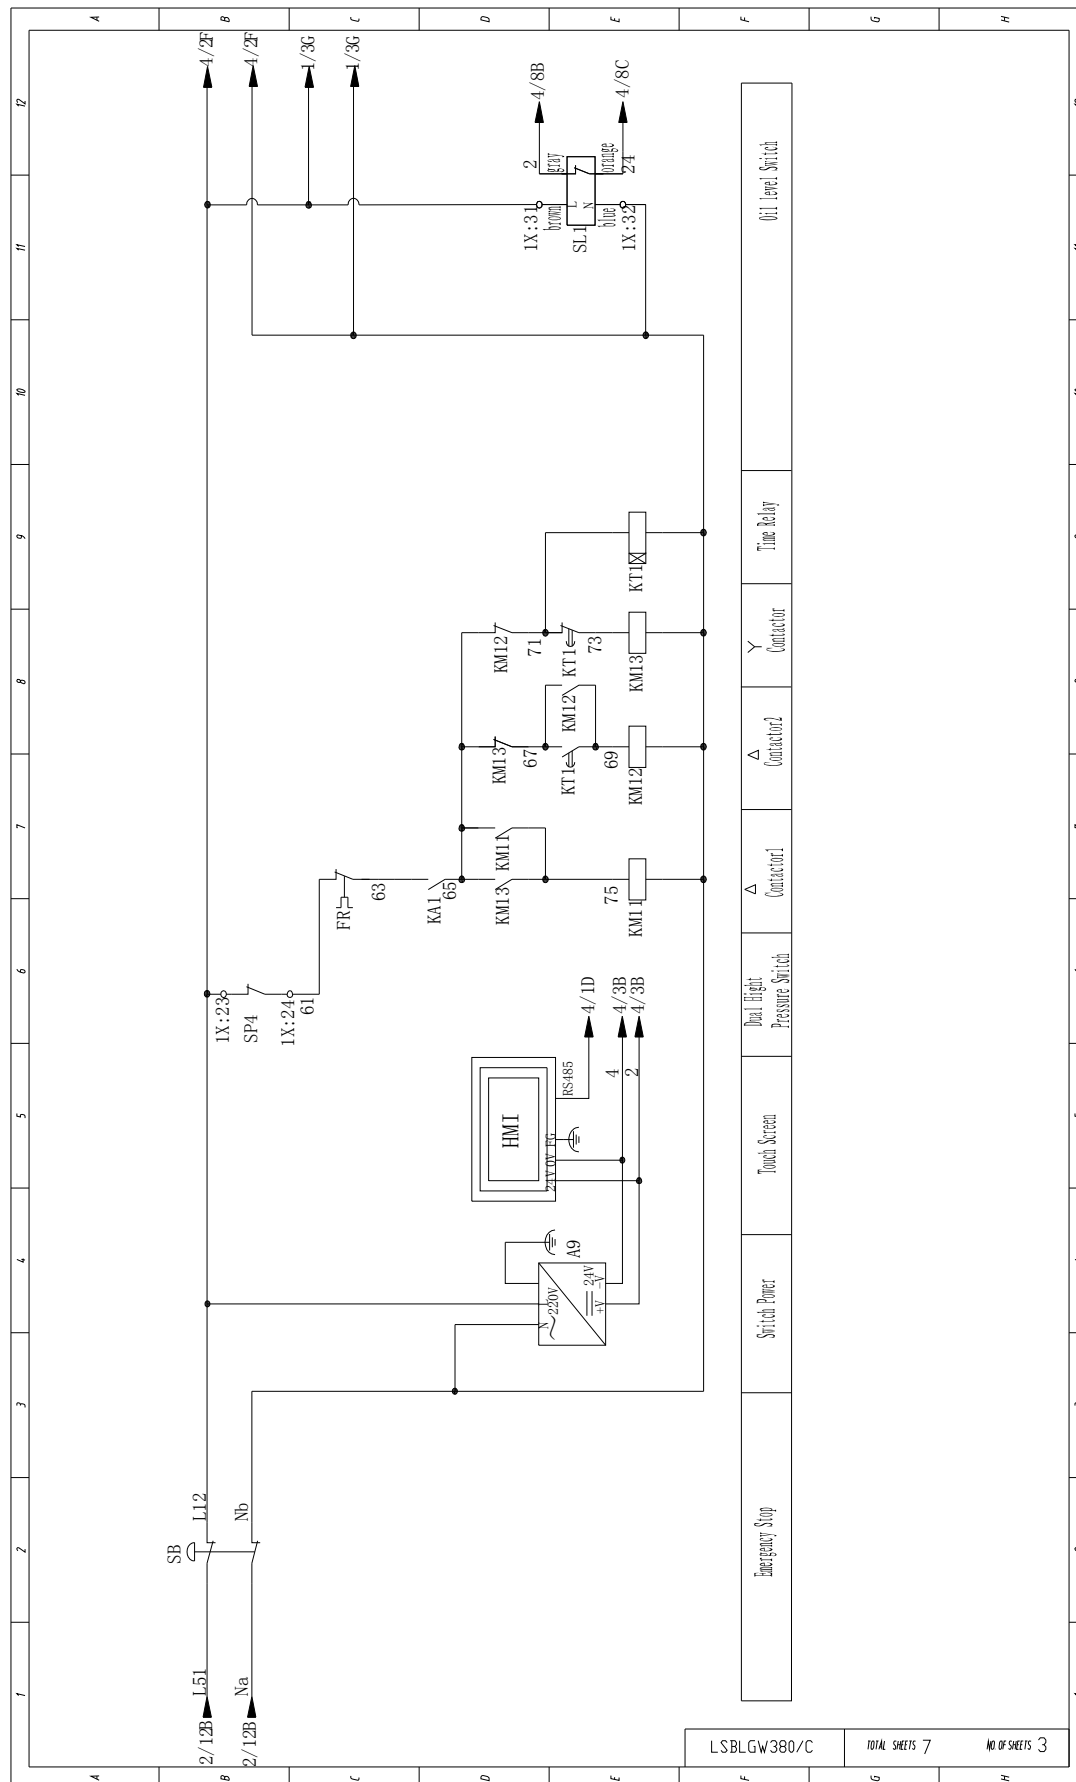 A
B
C
D
E
F
G
H
12
11
10
9
8
7
6
5
4
3
2
1
4/2F
4/2F
1/3G
1/3G
4/8B
4/8C
2
gray
orange
24
1X:31
brown
L
N
blue
1X:32
SL1
Oil level Switch
KT1
Time Relay
KM12
71
KT1
73
KM13
Y
Contactor
KM13
67
KM12
KT1
69
KM12
Δ
Contactor2
FR
63
KA1
65
KM13
KM11
75
KM11
Δ
Contactor1
1X:23
SP4
1X:24
61
Dual Hight
Pressure Switch
4/1D
4/3B
4/3B
RS485
4
2
HMI
24V 0V FG
Touch Screen
A9
N
L
~220V
24V
+V
-V
Switch Power
SB
L12
Nb
Emergency Stop
L51
Na
2/12B
2/12B
LSBLGW380/C
TOTAL SHEETS 7
NO. OF SHEETS 3
A
B
C
D
E
F
G
H